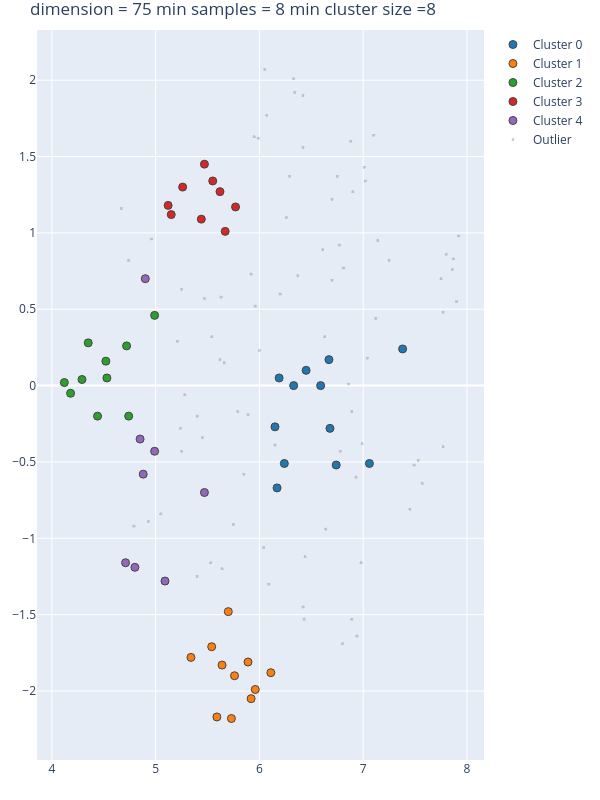 dimension = 75 min samples = 8 min cluster size =8
Cluster 0
Cluster 1
Cluster 2
Cluster 3
Cluster 4
Outlier
2
1.5
1
0.5
0
−0.5
−1
−1.5
−2
4 5 6 7 8